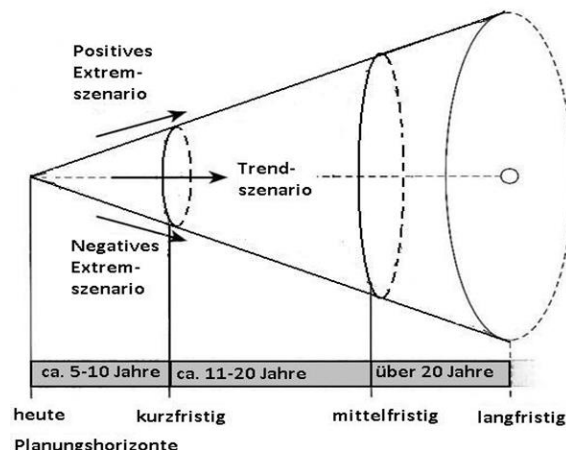 Positives
Extrem-
szenario
Trend-
szenario
Negatives
Extrem-
szenario
ca. 5-10 Jahre
ca. 11-20 Jahre
über 20 Jahre
heute
kurzfristig
mittelfristig
langfristig
Planungshorizonte